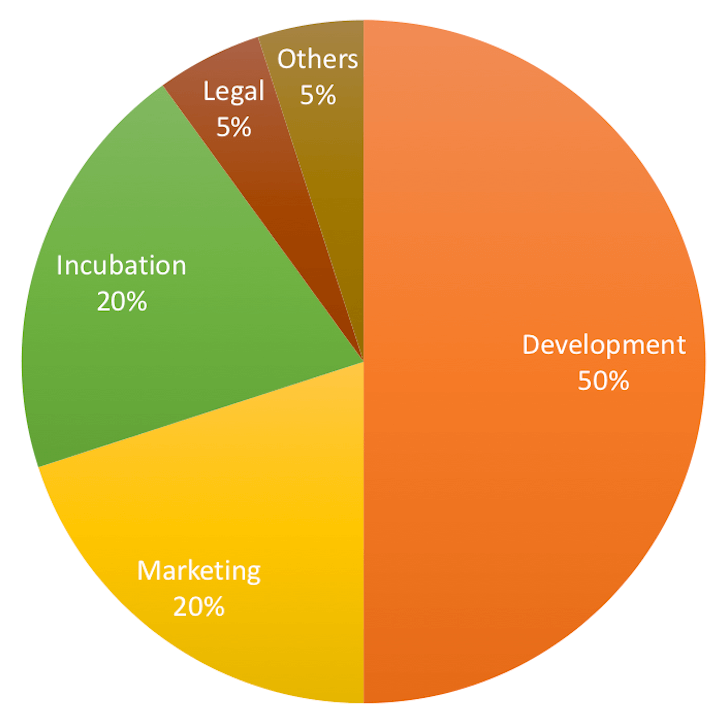 Others
5%
Legal
5%
Incubation
20%
Development
50%
Marketing
20%